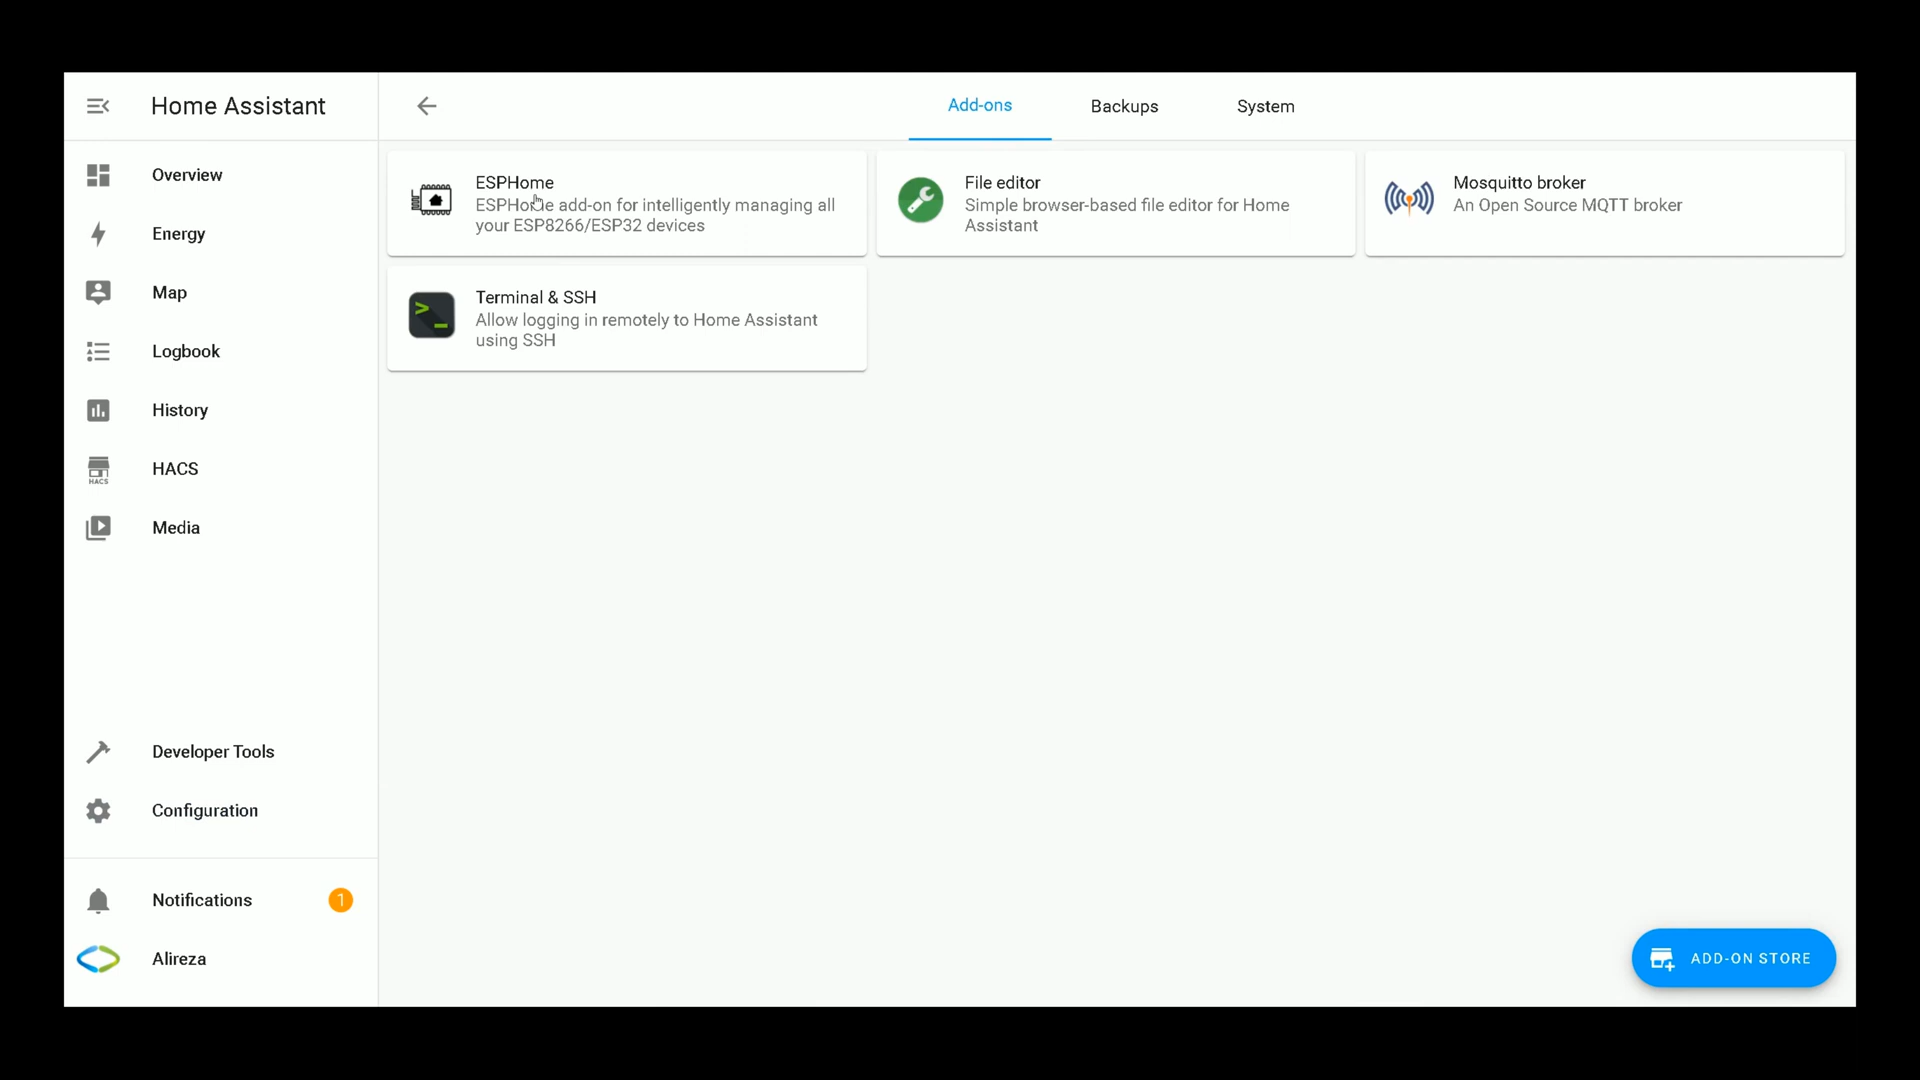 Home Assistant
Add-ons
Backups
System
Overview
Energy
Map
Logbook
History
HACS
HACS
Media
Developer Tools
Configuration
Notifications
1
Alireza
ESPHome
ESPHome add-on for intelligently managing all
your ESP8266/ESP32 devices
File editor
Simple browser-based file editor for Home
Assistant
Mosquitto broker
An Open Source MQTT broker
Terminal & SSH
Allow logging in remotely to Home Assistant
using SSH
ADD-ON STORE